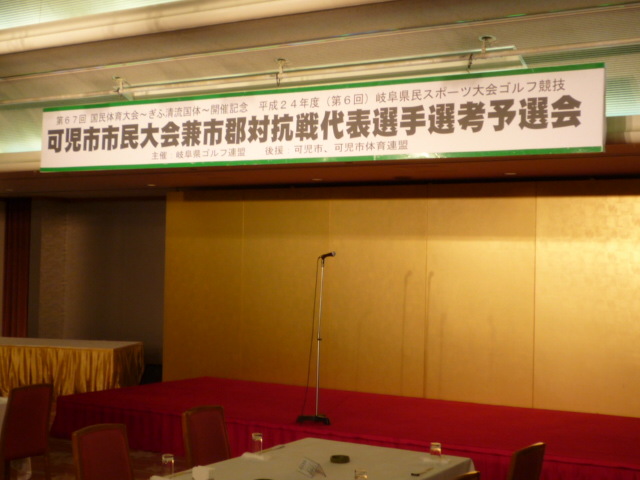 第67回 国民体育大会～ぎふ清流国体～開催記念 平成24年度(第6回)岐阜県民スポーツ大会ゴルフ競技
可児市市民大会兼市郡対抗戦代表選手選考予選会
主催 岐阜県ゴルフ連盟 後援 可児市、可児市体育連盟